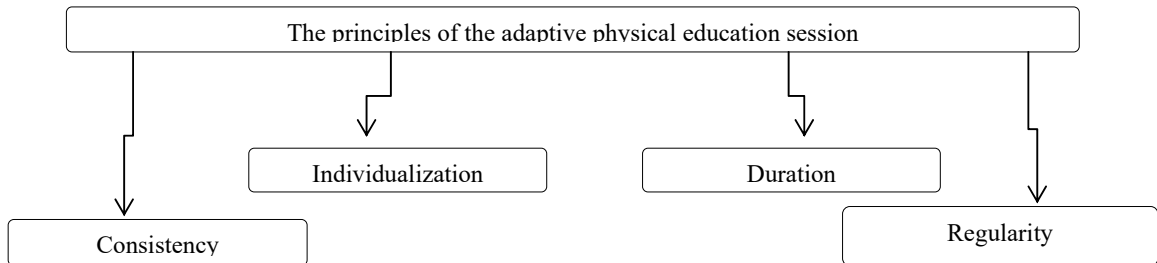 The principles of the adaptive physical education session
Individualization
Duration
Consistency
Regularity